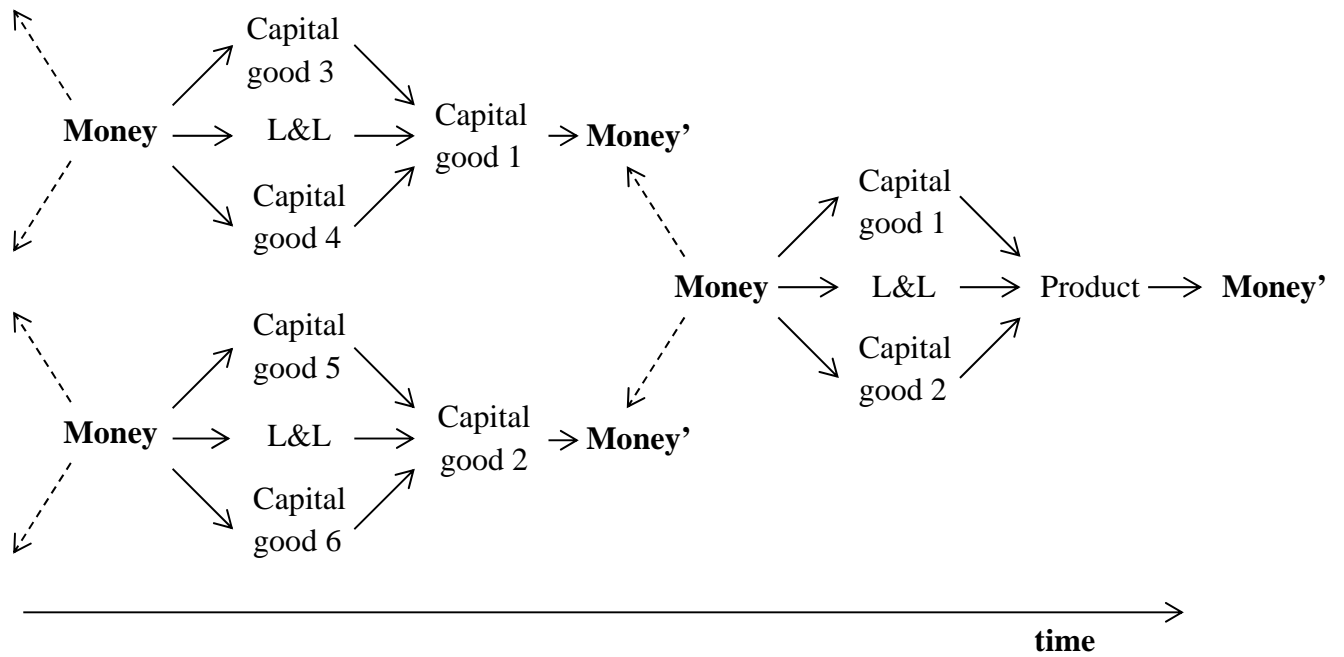 Capital
good 3
Money
L&L
Capital
good 1
Money’
Capital
good 4
Capital
good 1
Money
L&L
Product
Money’
Capital
good 2
Capital
good 5
Money
L&L
Capital
good 2
Money’
Capital
good 6
time